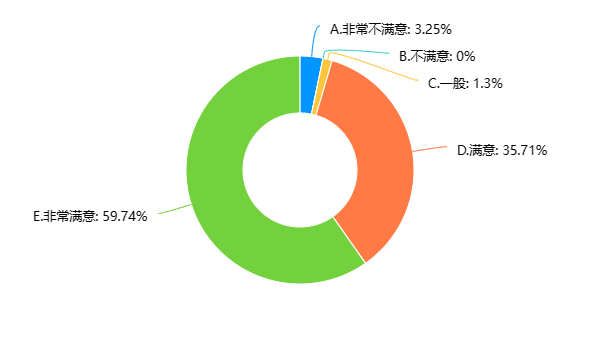 A.非常不满意: 3.25%
B.不满意: 0%
C.一般: 1.3%
D.满意: 35.71%
E.非常满意: 59.74%